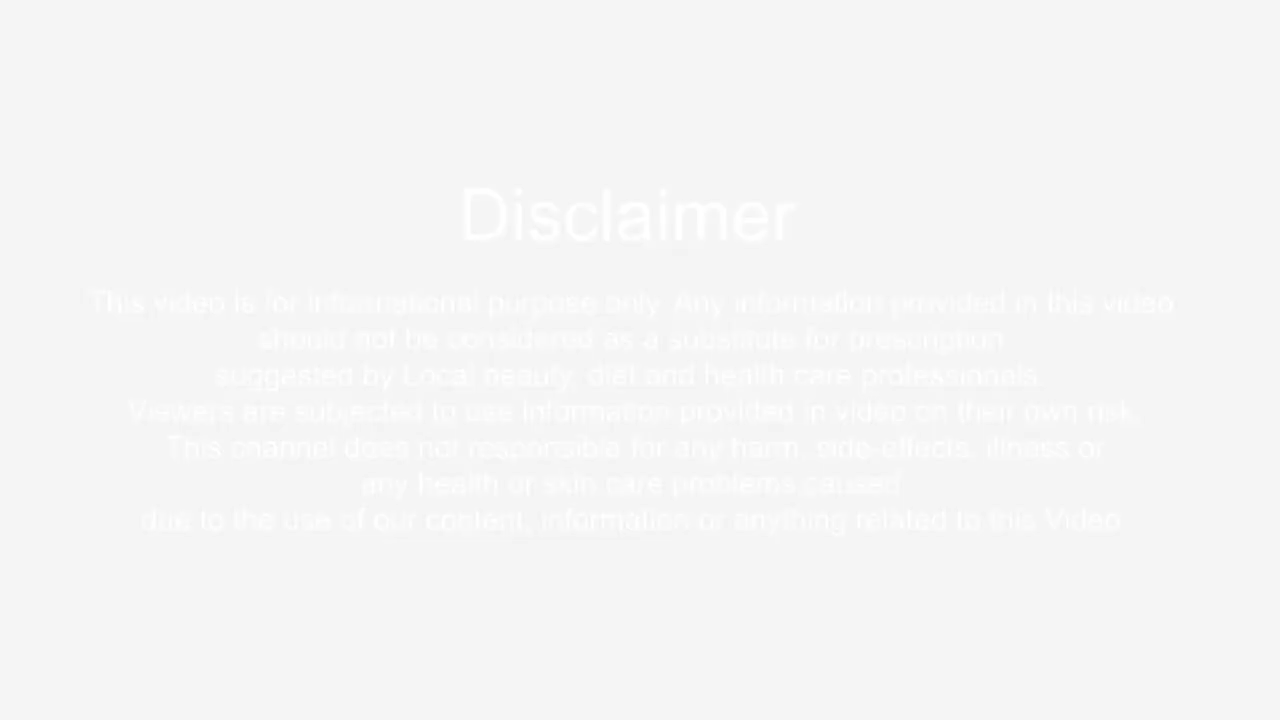 Disclaimer
This video is for informational purpose only. Any information provided in this video
should not be considered as a substitute for prescription
suggested by Local beauty, diet and health care professionals.
Viewers are subjected to use information provided in video on their own risk.
This channel does not responsible for any harm, side-effects, illness or
any health or skin care problems caused
due to the use of our content, information or anything related to this Video